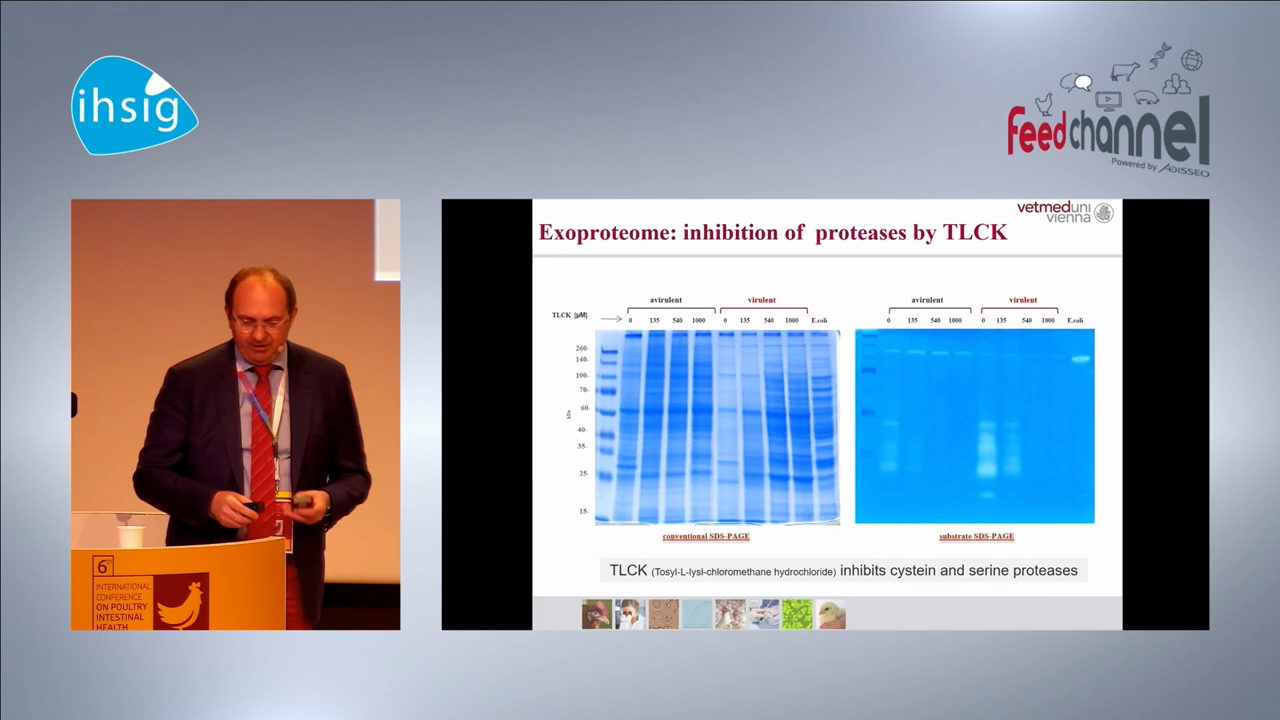 ihsig
feedchannel
Powered by ADISSEO
vetmeduni
vienna
Exoproteome: inhibition of proteases by TLCK
avirulent
virulent
TLCK [µM]
0 135 540 1000 0 135 540 1000 E.coli
260-
140-
100-
70-
60-
40-
35-
25-
15-
kDa
conventional SDS-PAGE
avirulent
virulent
0 135 540 1000 0 135 540 1000 E.coli
substrate SDS-PAGE
TLCK (Tosyl-L-lysl-chloromethane hydrochloride) inhibits cystein and serine proteases
6
INTERNATIONAL
CONFERENCE
ON POULTRY
INTESTINAL
HEALTH